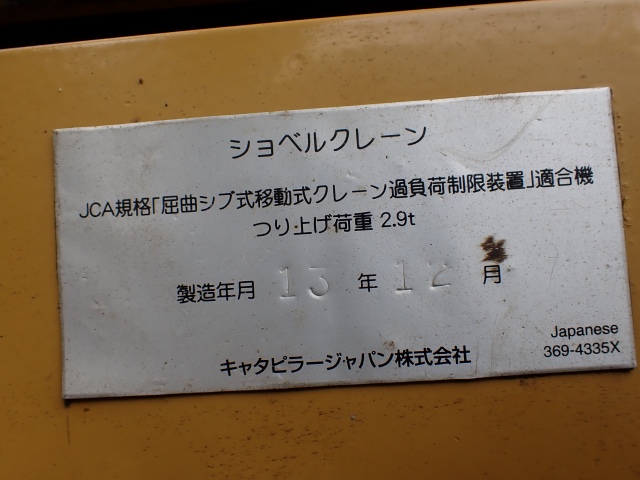 ショベルクレーン
JCA規格「屈曲ジブ式移動式クレーン過負荷制限装置」適合機
つり上げ荷重 2.9t
製造年月 13 年 12 月
キャタピラージャパン株式会社
Japanese
369-4335X